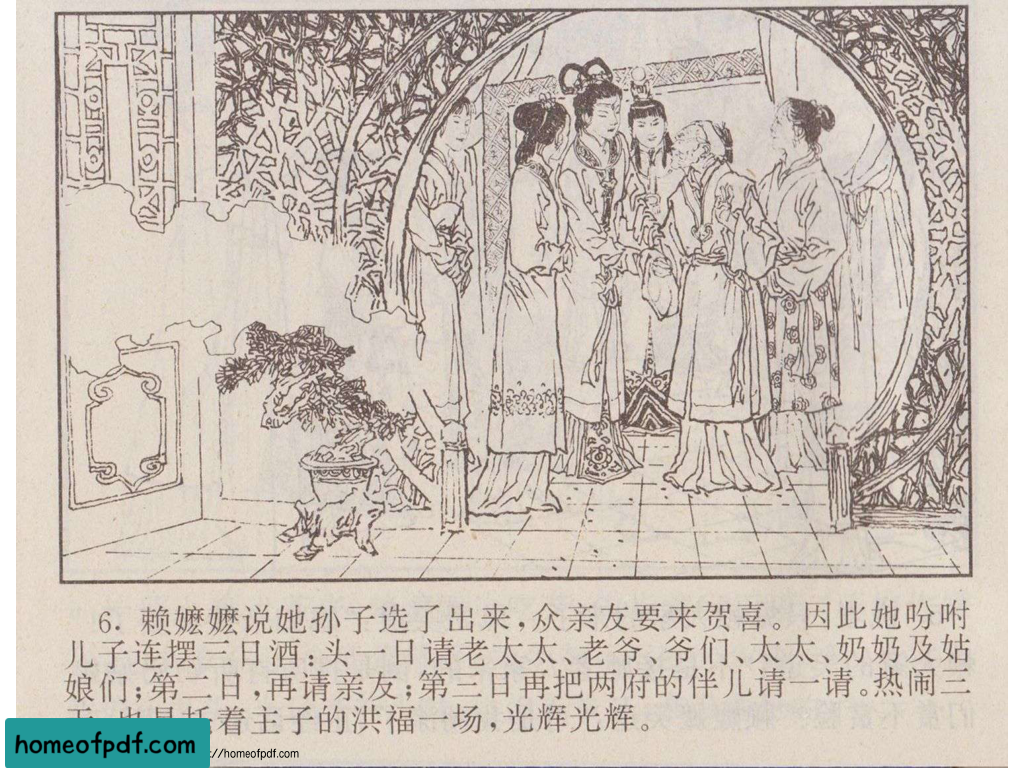 6. 赖嬷嬷说她孙子选了出来，众亲友要来贺喜。因此她吩咐
儿子连摆三日酒：头一日请老太太、老爷、爷们、太太、奶奶及姑
娘们；第二日，再请亲友；第三日再把两府的伴儿请一请。热闹三
天，也是托着主子的洪福一场，光辉光辉。
homeofpdf.com
://homeofpdf.com